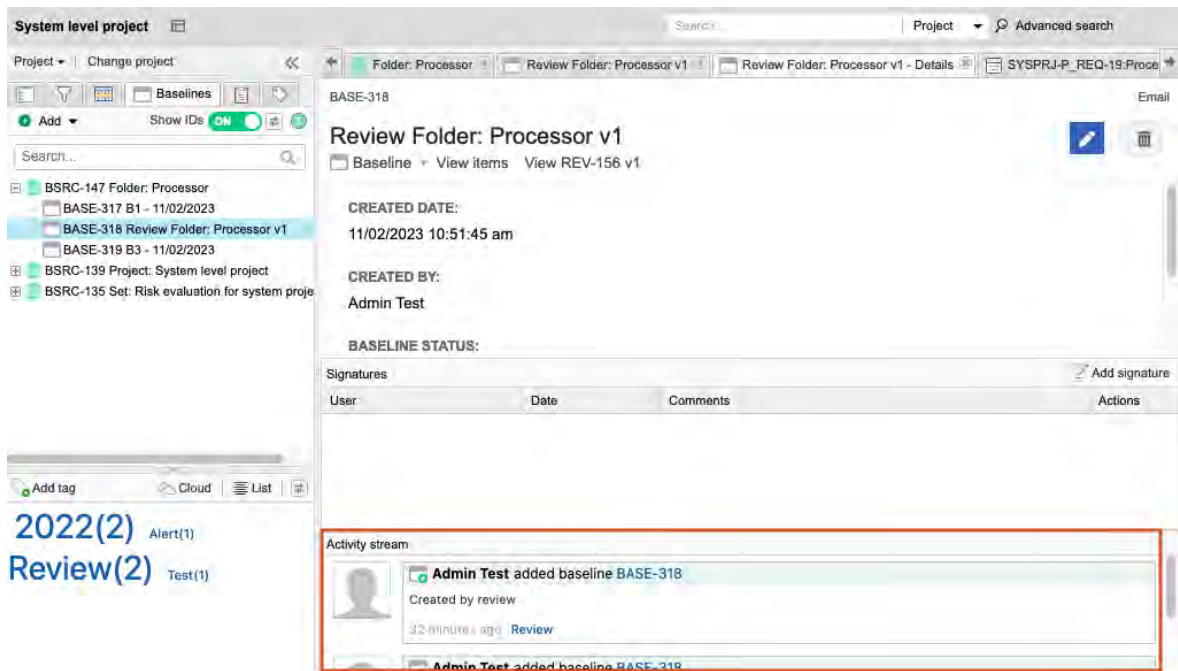 System level project
Search...
Project
Advanced search
Project
Change project
Folder: Processor
Review Folder: Processor v1
Review Folder: Processor v1 - Details
SYSPRJ-P_REQ-19:Proce
Baselines
Add
Show IDs ON
Search...
BSRC-147 Folder: Processor
BASE-317 B1 - 11/02/2023
BASE-318 Review Folder: Processor v1
BASE-319 B3 - 11/02/2023
BSRC-139 Project: System level project
BSRC-135 Set: Risk evaluation for system proje
Add tag
Cloud
List
2022(2) Alert(1)
Review(2) Test(1)
BASE-318
Email
Review Folder: Processor v1
Baseline View items View REV-156 v1
CREATED DATE:
11/02/2023 10:51:45 am
CREATED BY:
Admin Test
BASELINE STATUS:
Signatures
Add signature
User Date Comments Actions
Activity stream
Admin Test added baseline BASE-318
Created by review
32 minutes ago Review
Admin Test added baseline BASE-318